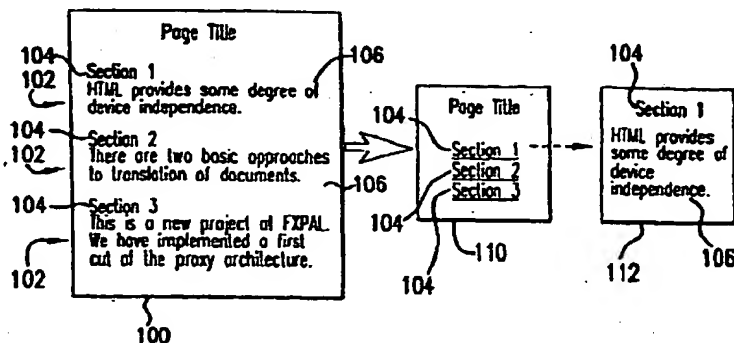 Page Title
104
Section 1
106
102
HTML provides some degree of
device independence.
104
Section 2
102
There are two basic approaches
to translation of documents.
106
104
Section 3
This is a new project at FXPAL.
102
We have implemented a first
cut of the proxy architecture.
100
Page Title
104
Section 1
Section 2
104
Section 3
104
110
104
Section 1
HTML provides
some degree of
device
independence.
112
106